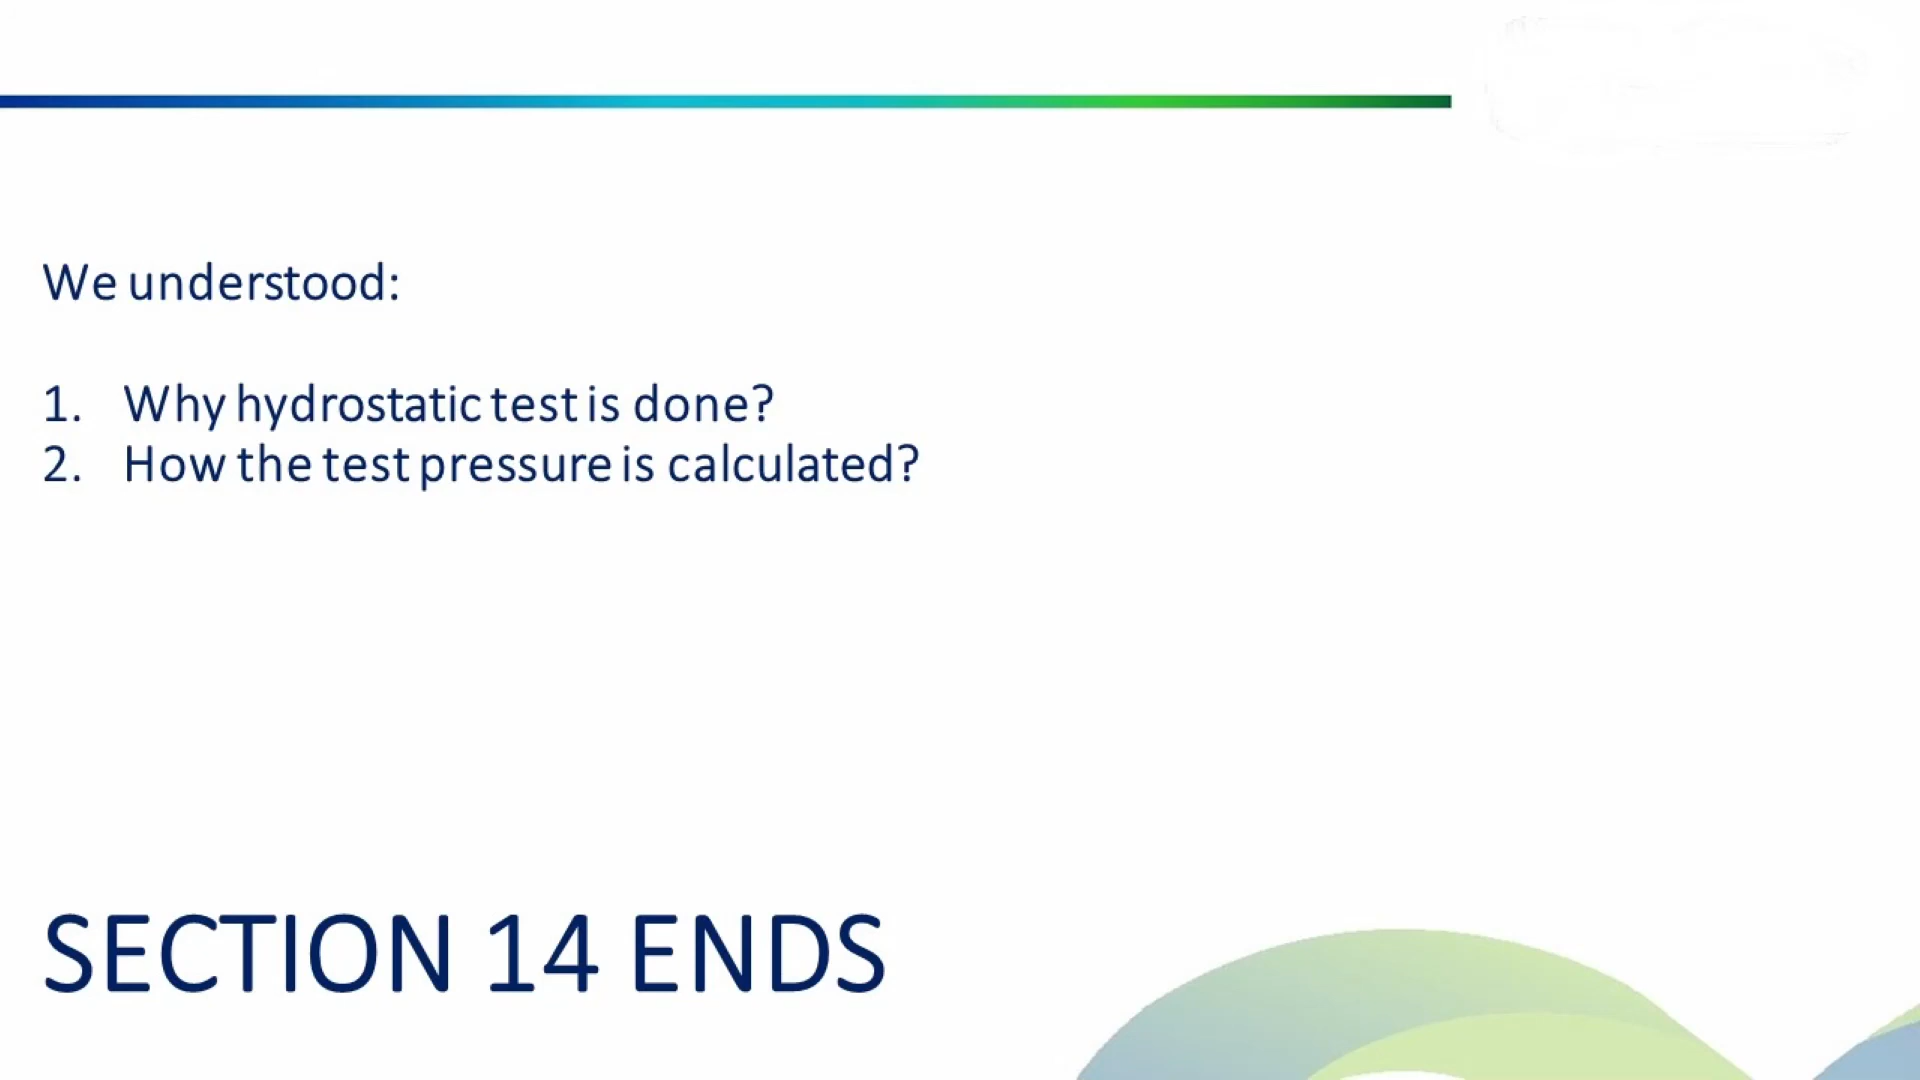 We understood:
1. Why hydrostatic test is done?
2. How the test pressure is calculated?
SECTION 14 ENDS